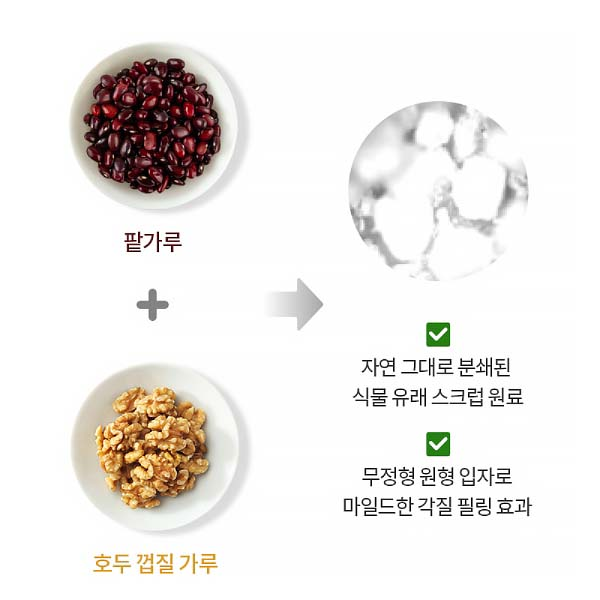 팥가루
호두 껍질 가루
자연 그대로 분쇄된
식물 유래 스크럽 원료
무정형 원형 입자로
마일드한 각질 필링 효과